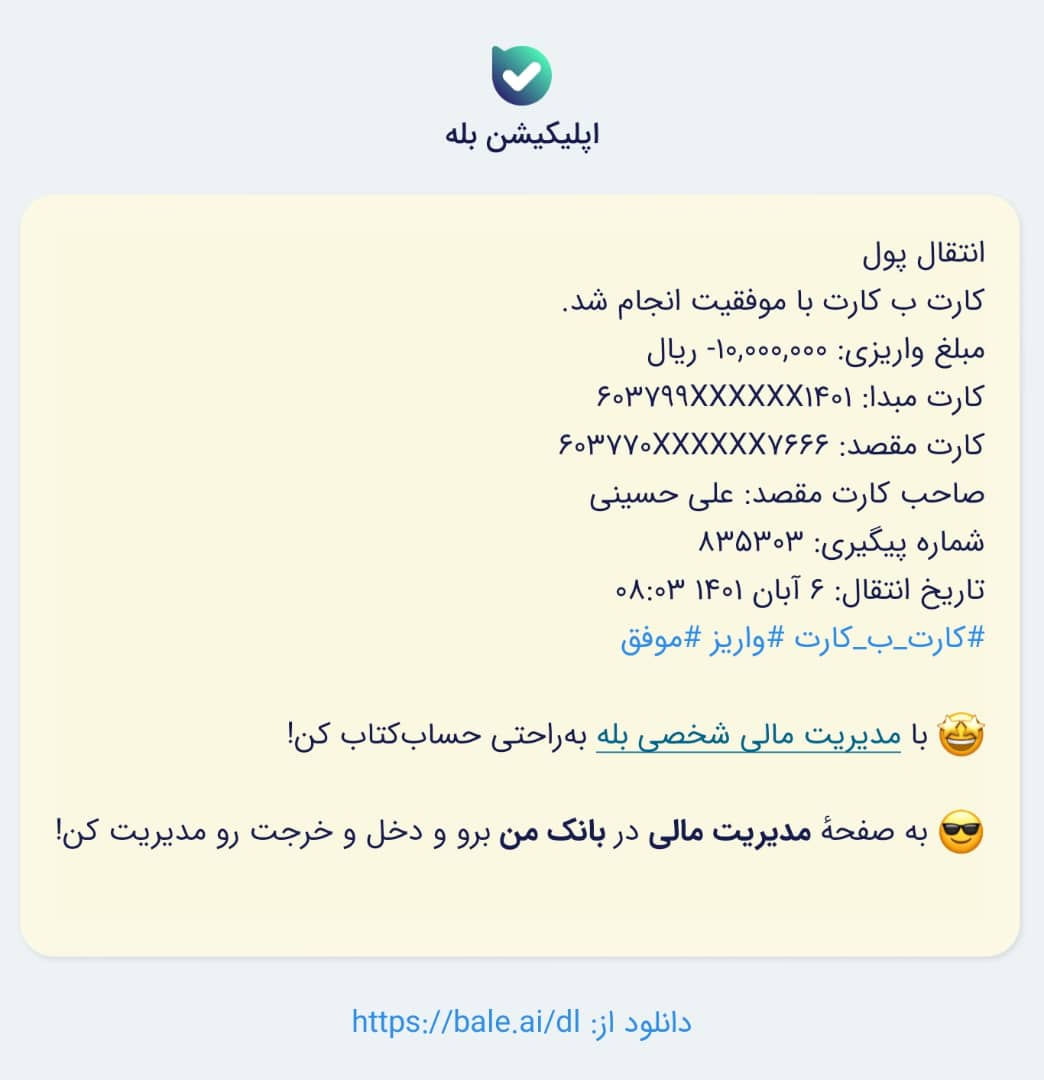 اپلیکیشن بله
انتقال پول
کارت ب کارت با موفقیت انجام شد.
مبلغ واریزی: ۱۰,۰۰۰,۰۰۰- ریال
کارت مبدا: ۶۰۳۷۹۹XXXXXX۱۴۰۱
کارت مقصد: ۶۰۳۷۷۰XXXXXX۷۶۶۶
صاحب کارت مقصد: علی حسینی
شماره پیگیری: ۸۳۵۳۰۳
تاریخ انتقال: ۶ آبان ۱۴۰۱ ۰۸:۰۳
#کارت_ب_کارت #واریز #موفق
🤩 با مدیریت مالی شخصی بله به‌راحتی حساب‌کتاب کن!
😎 به صفحهٔ مدیریت مالی در بانک من برو و دخل و خرجت رو مدیریت کن!
دانلود از: https://bale.ai/dl